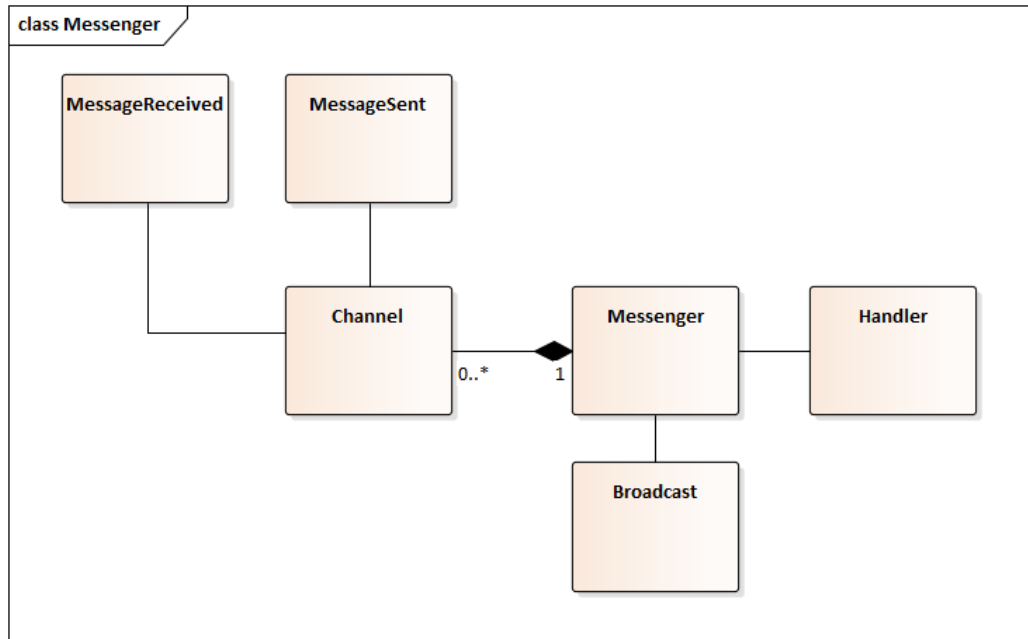 class Messenger
MessageReceived
MessageSent
Channel
Messenger
Handler
0..*
1
Broadcast